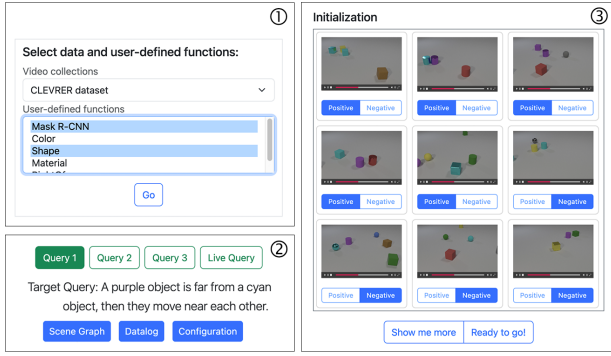 ①
Select data and user-defined functions:
Video collections
CLEVRER dataset
User-defined functions
Mask R-CNN
Color
Shape
Material
Go
②
Query 1 Query 2 Query 3 Live Query
Target Query: A purple object is far from a cyan
object, then they move near each other.
Scene Graph Datalog Configuration
③
Initialization
Positive Negative Positive Negative Positive Negative
Positive Negative Positive Negative Positive Negative
Positive Negative Positive Negative Positive Negative
Show me more Ready to go!